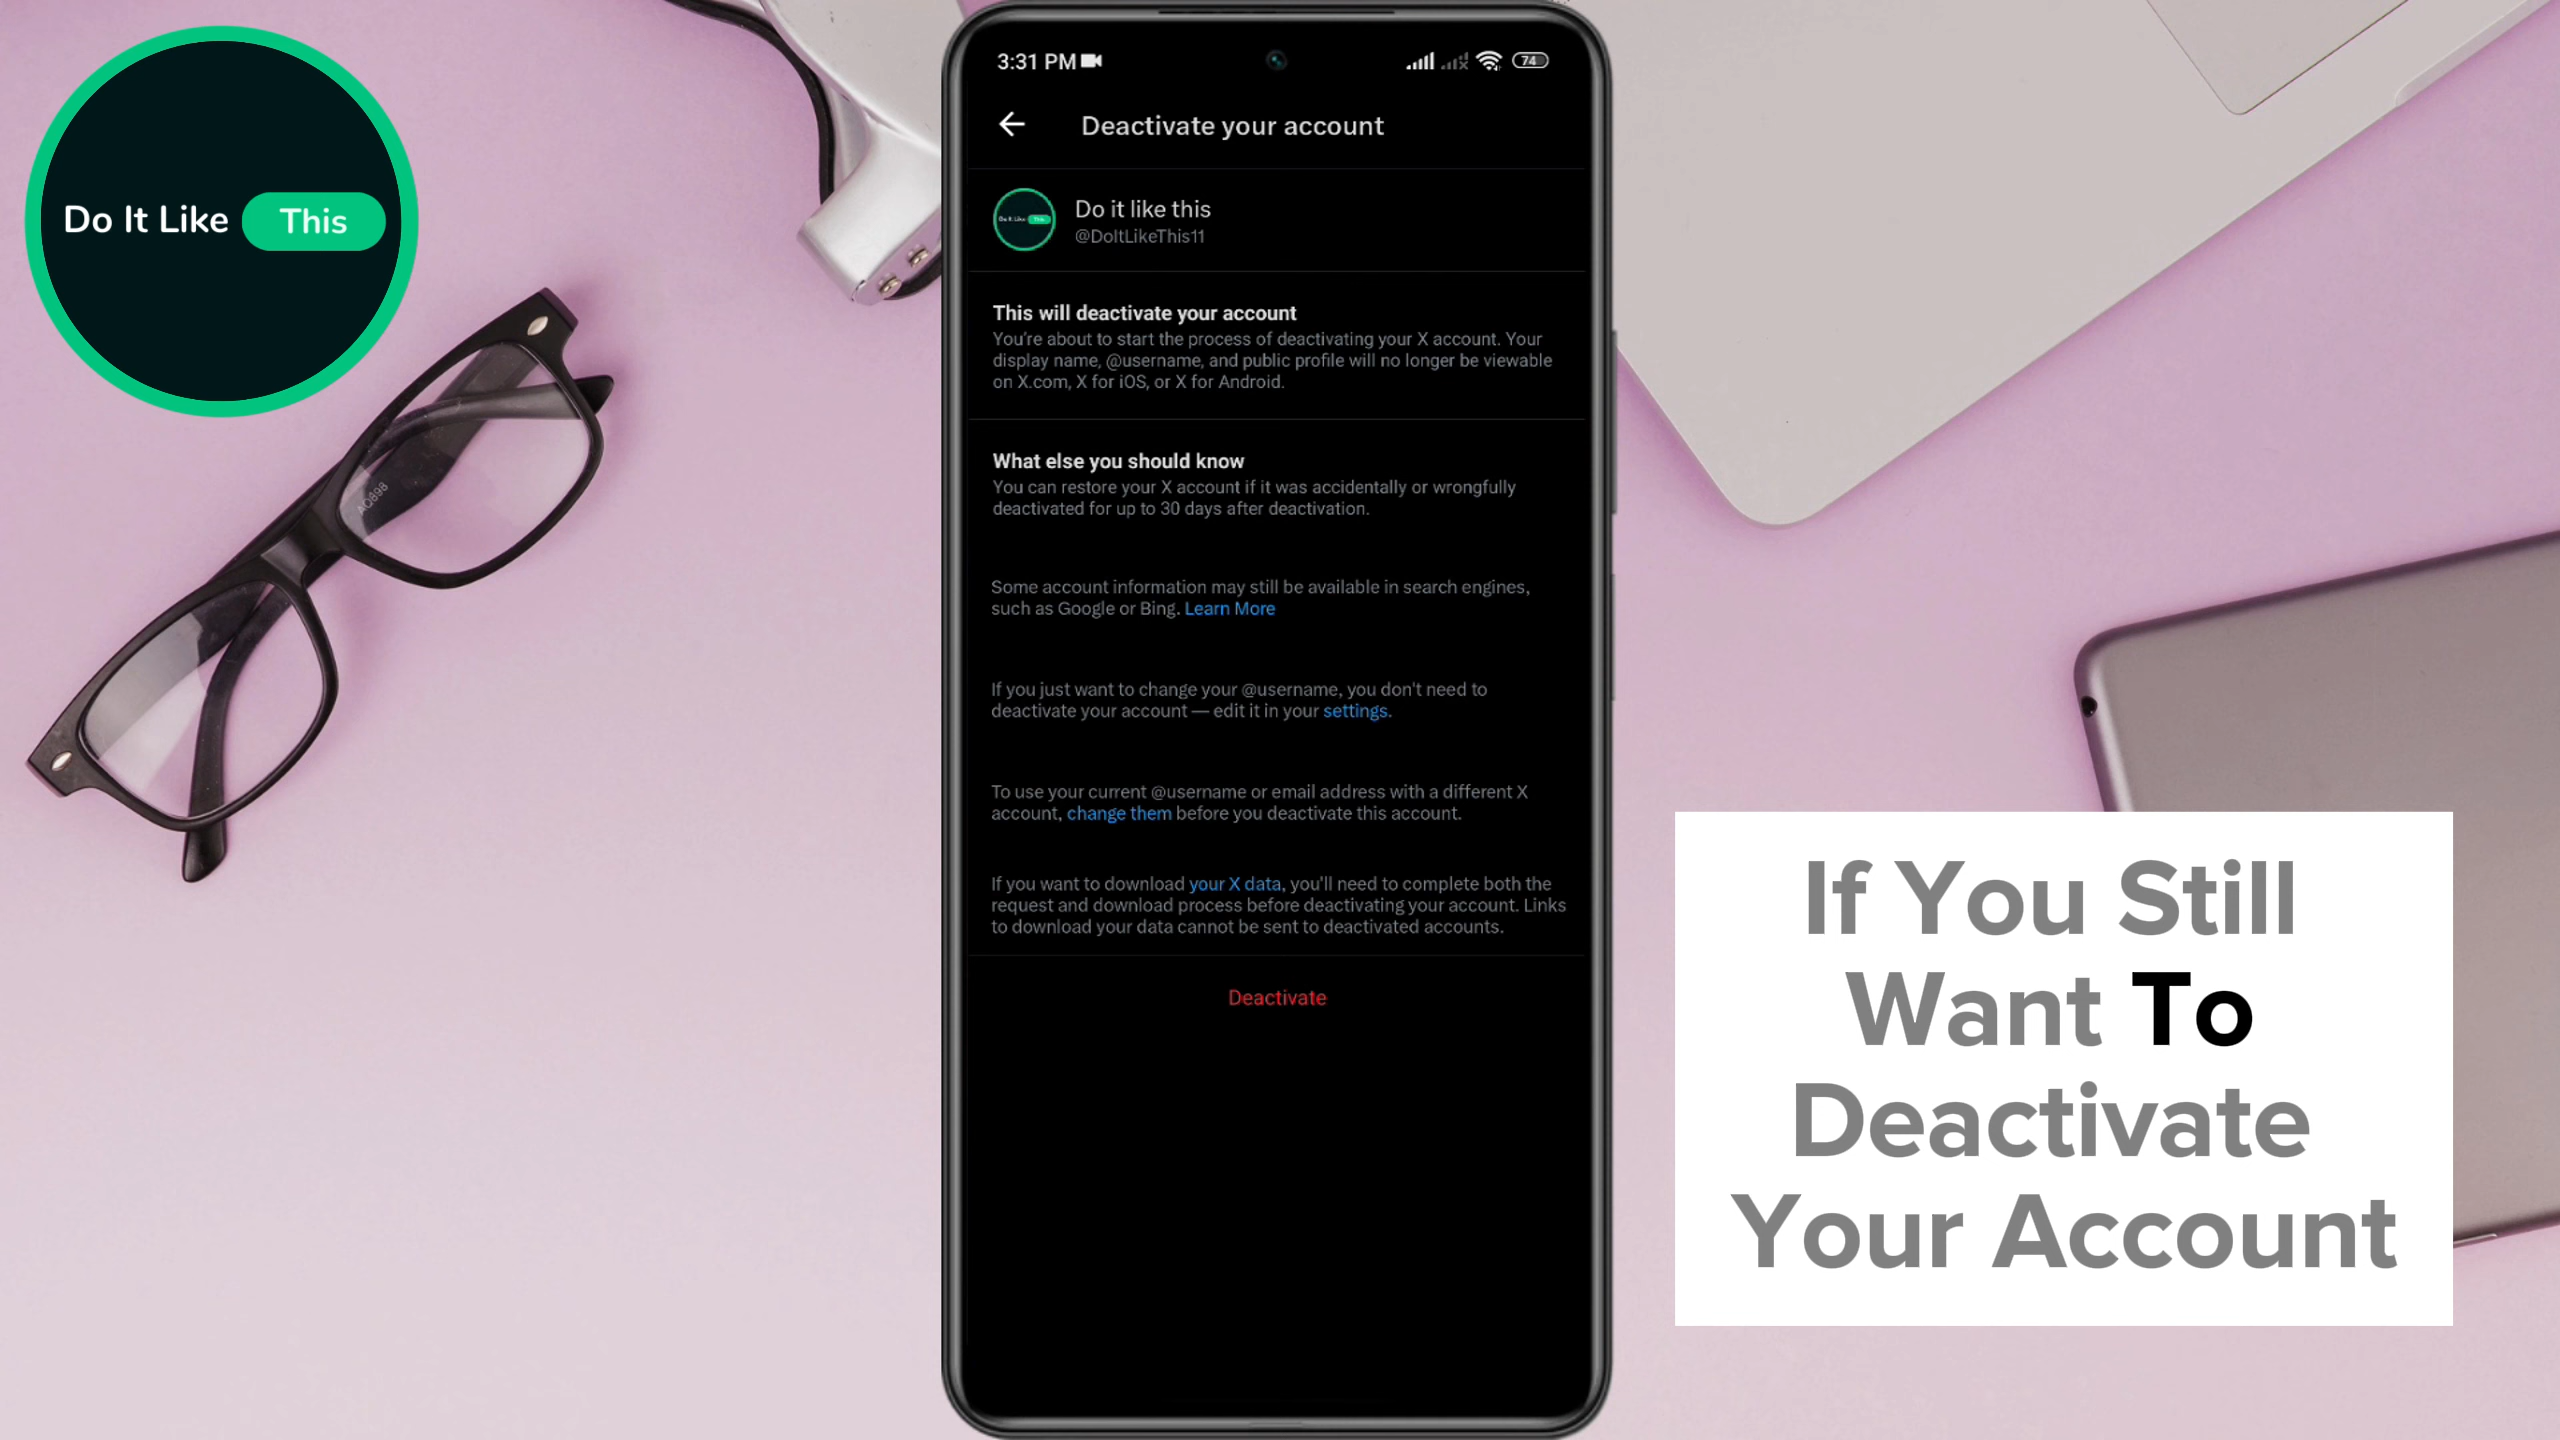 Do It Like This
3:31 PM
74
Deactivate your account
Do it like this
@DoItLikeThis11
This will deactivate your account
You're about to start the process of deactivating your X account. Your
display name, @username, and public profile will no longer be viewable
on X.com, X for iOS, or X for Android.
What else you should know
You can restore your X account if it was accidentally or wrongfully
deactivated for up to 30 days after deactivation.
Some account information may still be available in search engines,
such as Google or Bing. Learn More
If you just want to change your @username, you don't need to
deactivate your account — edit it in your settings.
To use your current @username or email address with a different X
account, change them before you deactivate this account.
If you want to download your X data, you'll need to complete both the
request and download process before deactivating your account. Links
to download your data cannot be sent to deactivated accounts.
Deactivate
If You Still
Want To
Deactivate
Your Account